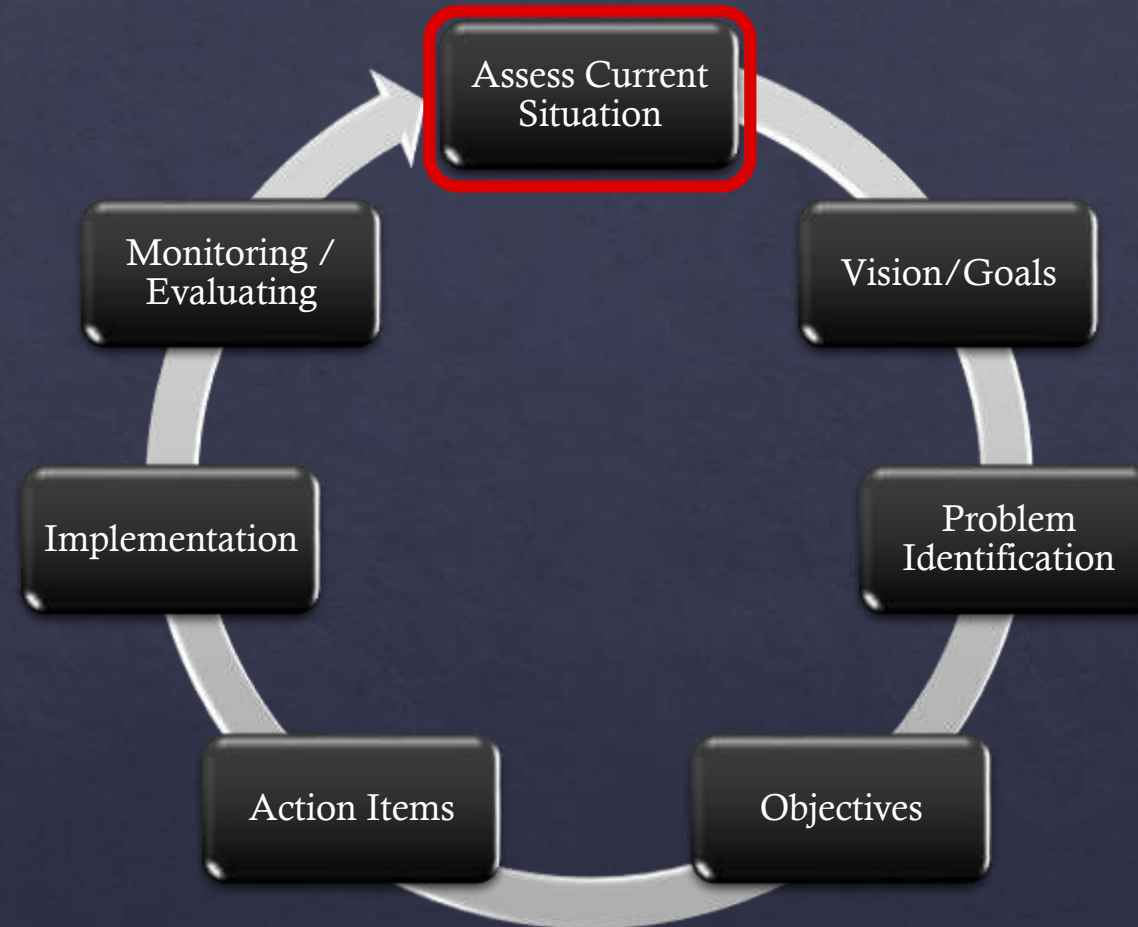 Assess Current
Situation
Vision/Goals
Problem
Identification
Objectives
Action Items
Implementation
Monitoring /
Evaluating